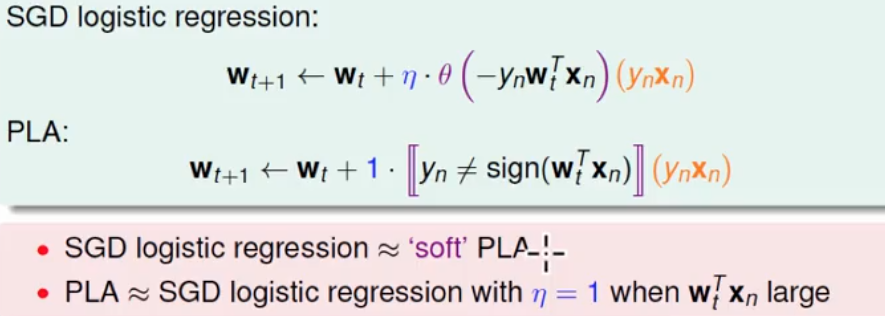 SGD logistic regression:
w_{t+1} ← w_t + η · θ(−y_n w_t^T x_n)(y_n x_n)
PLA:
w_{t+1} ← w_t + 1 · ⟦y_n ≠ sign(w_t^T x_n)⟧(y_n x_n)
• SGD logistic regression ≈ ‘soft’ PLA
• PLA ≈ SGD logistic regression with η = 1 when w_t^T x_n large